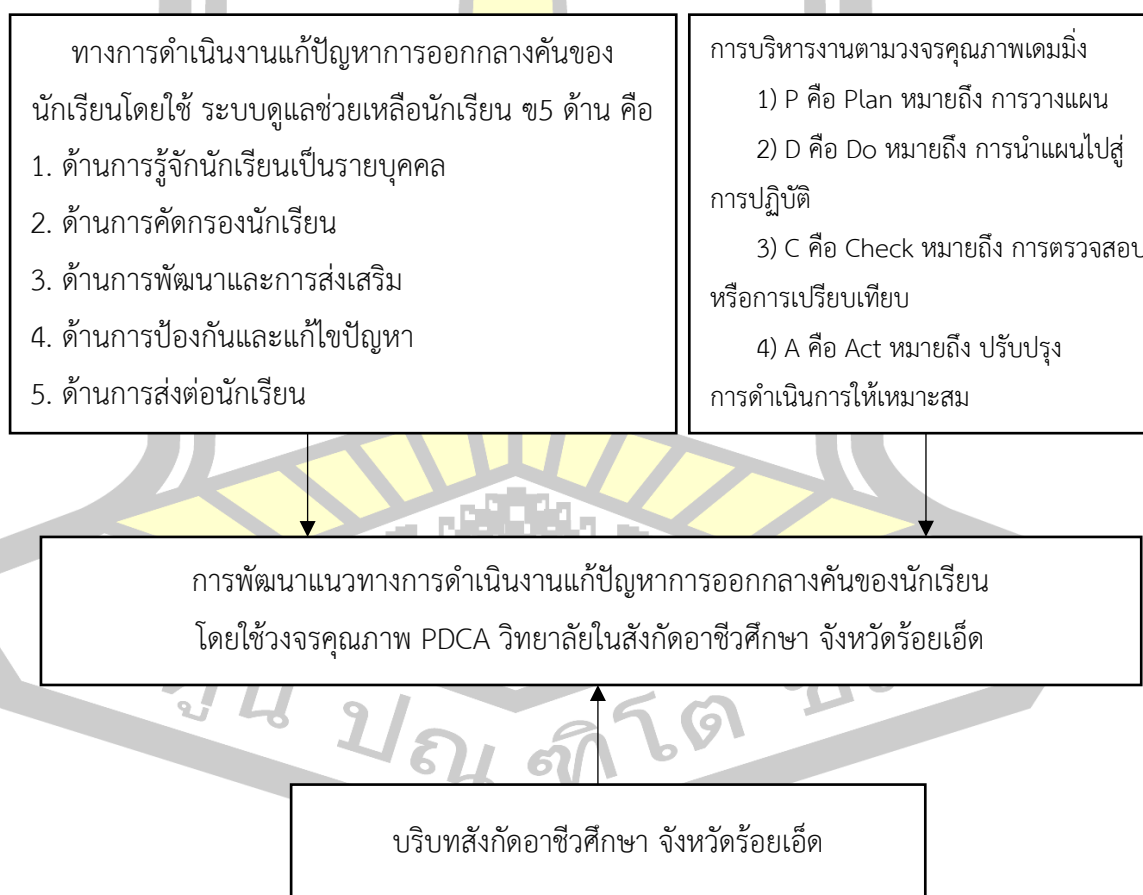 ทางการดำเนินงานแก้ปัญหาการออกกลางคันของ
นักเรียนโดยใช้ ระบบดูแลช่วยเหลือนักเรียน ฃ5 ด้าน คือ
1. ด้านการรู้จักนักเรียนเป็นรายบุคคล
2. ด้านการคัดกรองนักเรียน
3. ด้านการพัฒนาและการส่งเสริม
4. ด้านการป้องกันและแก้ไขปัญหา
5. ด้านการส่งต่อนักเรียน
การบริหารงานตามวงจรคุณภาพเดมมิ่ง
1) P คือ Plan หมายถึง การวางแผน
2) D คือ Do หมายถึง การนำแผนไปสู่
การปฏิบัติ
3) C คือ Check หมายถึง การตรวจสอบ
หรือการเปรียบเทียบ
4) A คือ Act หมายถึง ปรับปรุง
การดำเนินการให้เหมาะสม
การพัฒนาแนวทางการดำเนินงานแก้ปัญหาการออกกลางคันของนักเรียน
โดยใช้วงจรคุณภาพ PDCA วิทยาลัยในสังกัดอาชีวศึกษา จังหวัดร้อยเอ็ด
ปณฺฑิโต
บริบทสังกัดอาชีวศึกษา จังหวัดร้อยเอ็ด